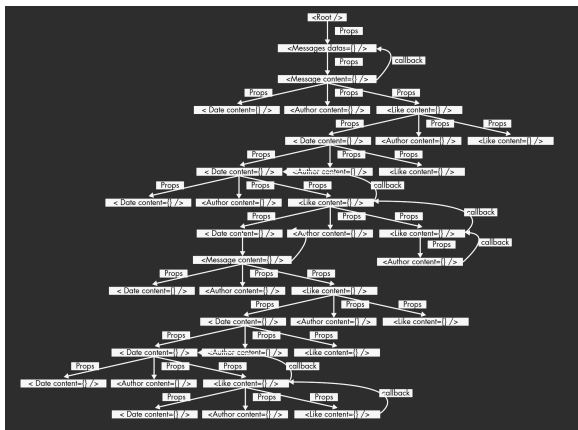 <Root />
Props
<Messages datas={} />
Props
callback
<Message content={} />
Props Props Props
< Date content={} /> <Author content={} /> <Like content={} />
Props Props Props
< Date content={} /> <Author content={} /> <Like content={} />
Props Props Props
< Date content={} /> <Author content={} /> <Like content={} />
Props Props Props callback
< Date content={} /> <Author content={} /> <Like content={} />
Props Props Props callback
< Date content={} /> <Author content={} /> <Like content={} />
Props Props callback
<Message content={} /> <Author content={} />
Props Props Props
< Date content={} /> <Author content={} /> <Like content={} />
Props Props Props
< Date content={} /> <Author content={} /> <Like content={} />
Props Props Props
< Date content={} /> <Author content={} /> <Like content={} />
Props Props Props callback
< Date content={} /> <Author content={} /> <Like content={} />
Props Props Props callback
< Date content={} /> <Author content={} /> <Like content={} />